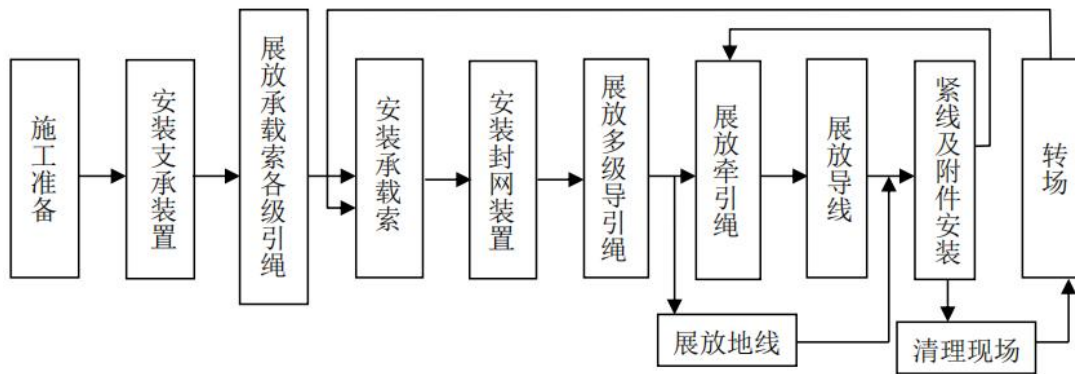 施工准备
安装支承装置
展放承载索各级引绳
安装承载索
安装封网装置
展放多级导引绳
展放牵引绳
展放导线
紧线及附件安装
转场
展放地线
清理现场